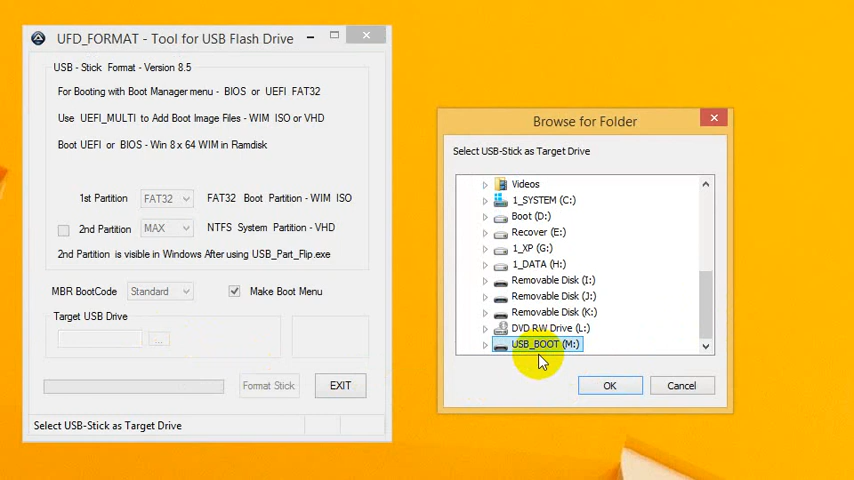 UFD_FORMAT - Tool for USB Flash Drive
USB - Stick Format - Version 8.5
For Booting with Boot Manager menu - BIOS or UEFI FAT32
Use UEFI_MULTI to Add Boot Image Files - WIM ISO or VHD
Boot UEFI or BIOS - Win 8 x 64 WIM in Ramdisk
1st Partition FAT32 FAT32 Boot Partition - WIM ISO
2nd Partition MAX NTFS System Partition - VHD
2nd Partition is visible in Windows After using USB_Part_Flip.exe
MBR BootCode Standard Make Boot Menu
Target USB Drive
...
Format Stick EXIT
Select USB-Stick as Target Drive
Browse for Folder
Select USB-Stick as Target Drive
Videos
1_SYSTEM (C:)
Boot (D:)
Recover (E:)
1_XP (G:)
1_DATA (H:)
Removable Disk (I:)
Removable Disk (J:)
Removable Disk (K:)
DVD RW Drive (L:)
USB_BOOT (M:)
OK Cancel